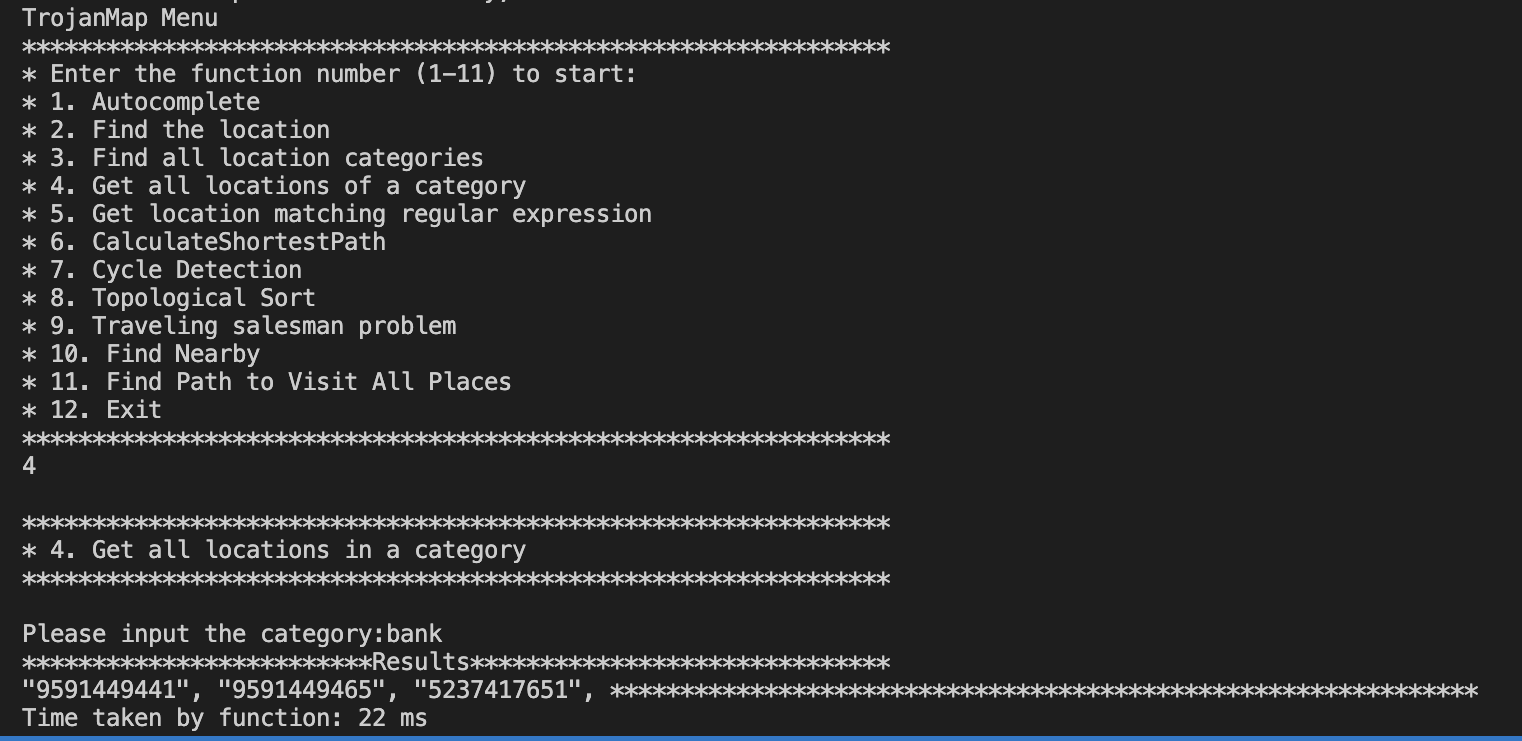 TrojanMap Menu
**************************************************************
* Enter the function number (1-11) to start:
* 1. Autocomplete
* 2. Find the location
* 3. Find all location categories
* 4. Get all locations of a category
* 5. Get location matching regular expression
* 6. CalculateShortestPath
* 7. Cycle Detection
* 8. Topological Sort
* 9. Traveling salesman problem
* 10. Find Nearby
* 11. Find Path to Visit All Places
* 12. Exit
**************************************************************
4
**************************************************************
* 4. Get all locations in a category
**************************************************************
Please input the category:bank
*************************Results******************************
"9591449441", "9591449465", "5237417651", **************************************************************
Time taken by function: 22 ms